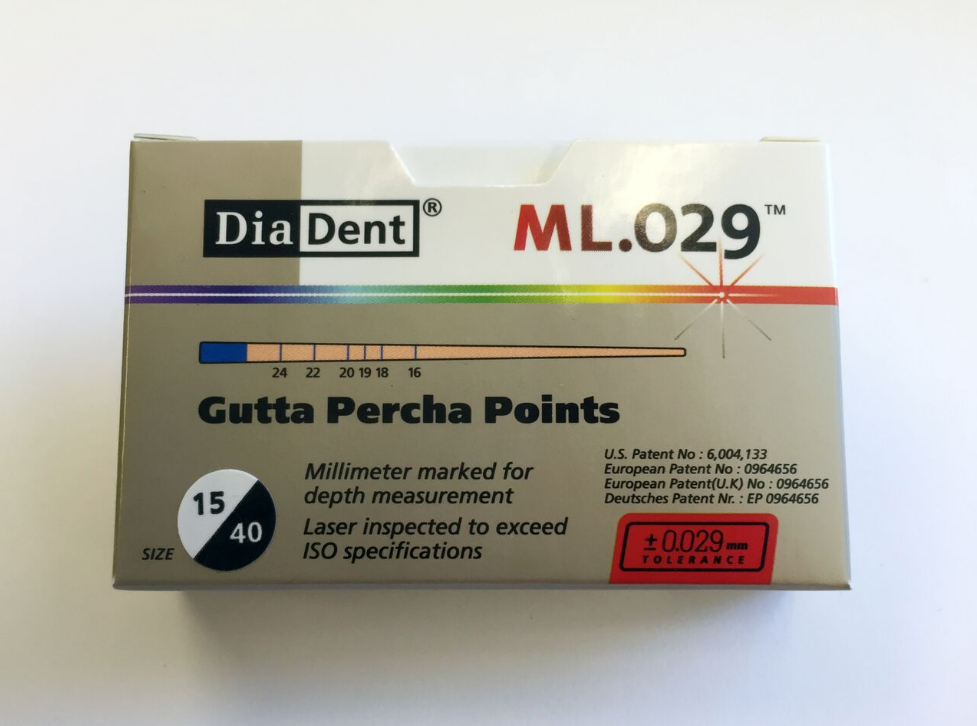 DiaDent®
ML.029™
24 22 20 19 18 16
Gutta Percha Points
Millimeter marked for
depth measurement
Laser inspected to exceed
ISO specifications
SIZE
15
40
U.S. Patent No : 6,004,133
European Patent No : 0964656
European Patent(U.K) No : 0964656
Deutsches Patent Nr. : EP 0964656
±0.029mm
TOLERANCE